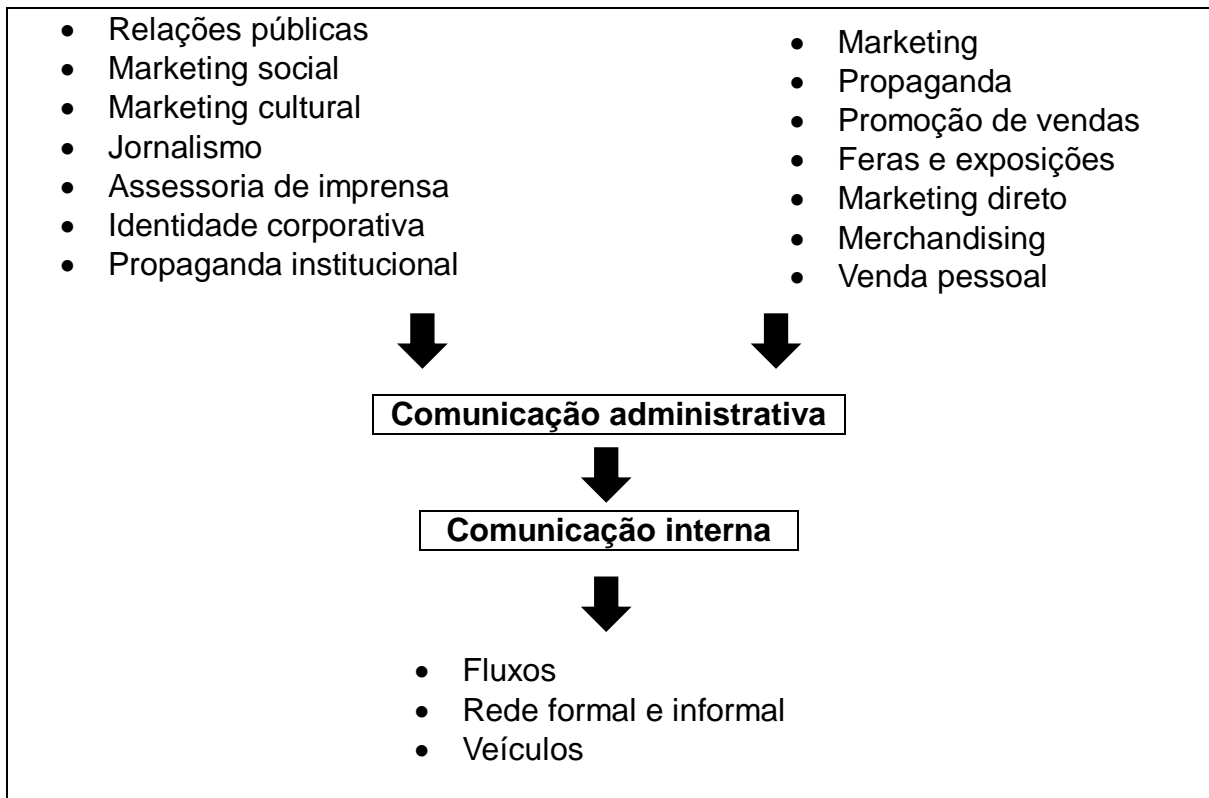 Relações públicas
Marketing social
Marketing cultural
Jornalismo
Assessoria de imprensa
Identidade corporativa
Propaganda institucional
Marketing
Propaganda
Promoção de vendas
Feras e exposições
Marketing direto
Merchandising
Venda pessoal
Comunicação administrativa
Comunicação interna
Fluxos
Rede formal e informal
Veículos